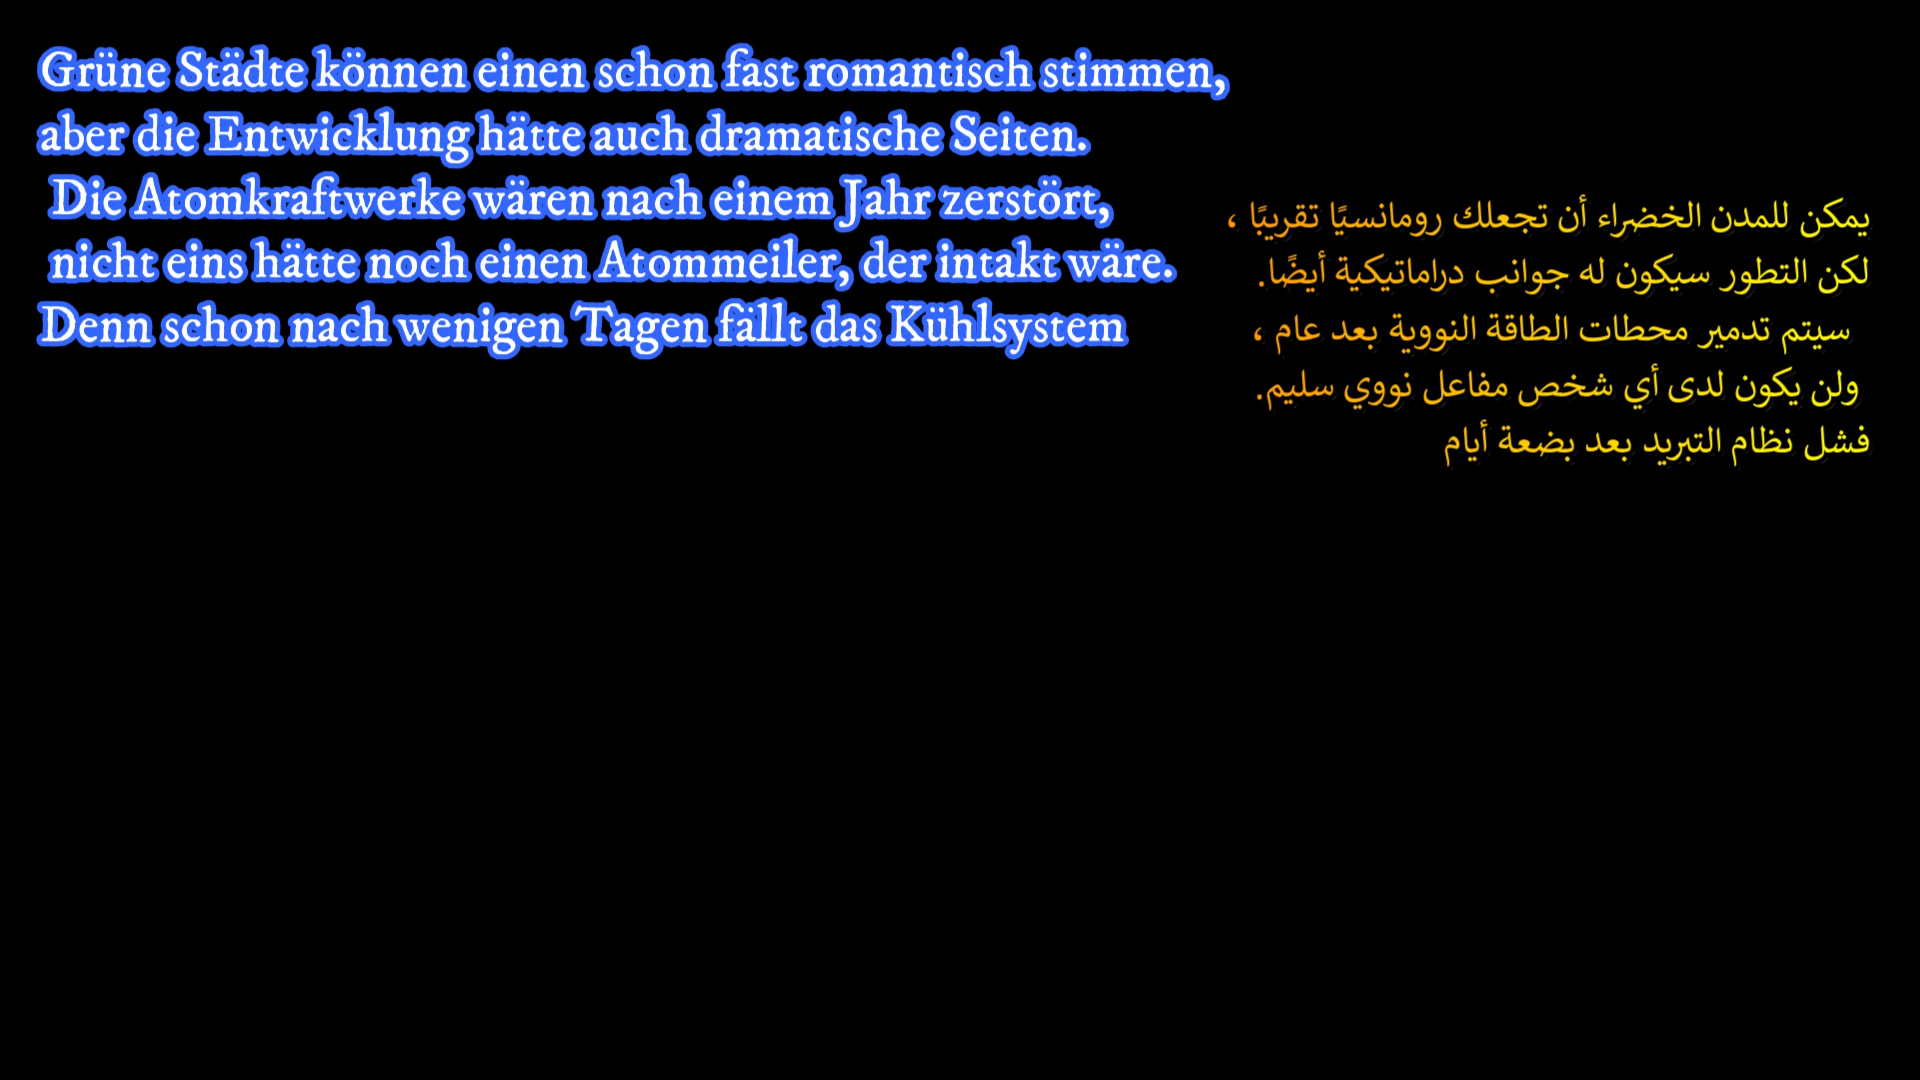 Grüne Städte können einen schon fast romantisch stimmen,
aber die Entwicklung hätte auch dramatische Seiten.
Die Atomkraftwerke wären nach einem Jahr zerstört,
nicht eins hätte noch einen Atommeiler, der intakt wäre.
Denn schon nach wenigen Tagen fällt das Kühlsystem
يمكن للمدن الخضراء أن تجعلك رومانسيًا تقريبًا ،
لكن التطور سيكون له جوانب دراماتيكية أيضًا.
سيتم تدمير محطات الطاقة النووية بعد عام ،
ولن يكون لدى أي شخص مفاعل نووي سليم.
فشل نظام التبريد بعد بضعة أيام